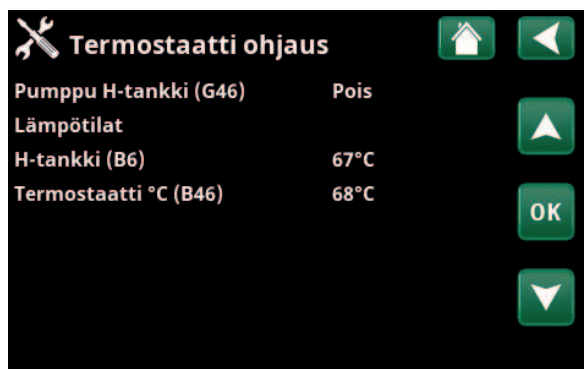 Termostaatti ohjaus
Pumppu H-tankki (G46) Pois
Lämpötilat
H-tankki (B6) 67°C
Termostaatti °C (B46) 68°C
OK